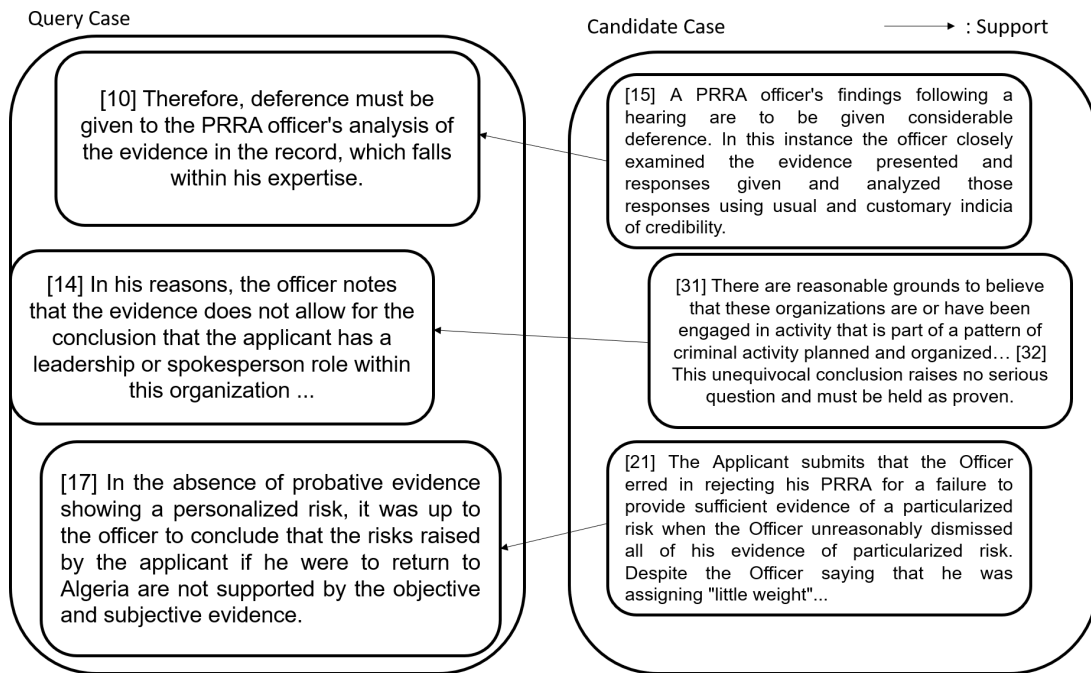 Query Case
[10] Therefore, deference must be
given to the PRRA officer's analysis of
the evidence in the record, which falls
within his expertise.
[14] In his reasons, the officer notes
that the evidence does not allow for the
conclusion that the applicant has a
leadership or spokesperson role within
this organization ...
[17] In the absence of probative evidence
showing a personalized risk, it was up to
the officer to conclude that the risks raised
by the applicant if he were to return to
Algeria are not supported by the objective
and subjective evidence.
Candidate Case
: Support
[15] A PRRA officer's findings following a
hearing are to be given considerable
deference. In this instance the officer closely
examined the evidence presented and
responses given and analyzed those
responses using usual and customary indicia
of credibility.
[31] There are reasonable grounds to believe
that these organizations are or have been
engaged in activity that is part of a pattern of
criminal activity planned and organized... [32]
This unequivocal conclusion raises no serious
question and must be held as proven.
[21] The Applicant submits that the Officer
erred in rejecting his PRRA for a failure to
provide sufficient evidence of a particularized
risk when the Officer unreasonably dismissed
all of his evidence of particularized risk.
Despite the Officer saying that he was
assigning "little weight"...